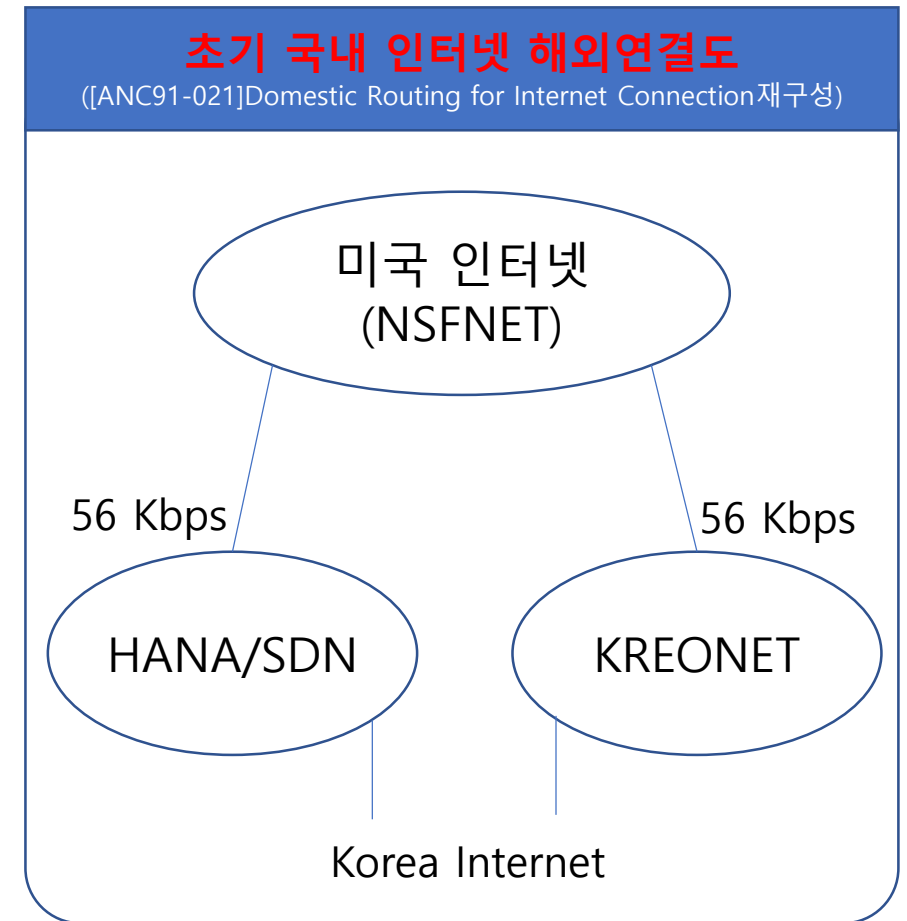 초기 국내 인터넷 해외연결도
([ANC91-021]Domestic Routing for Internet Connection재구성)
미국 인터넷
(NSFNET)
56 Kbps
56 Kbps
HANA/SDN
KREONET
Korea Internet